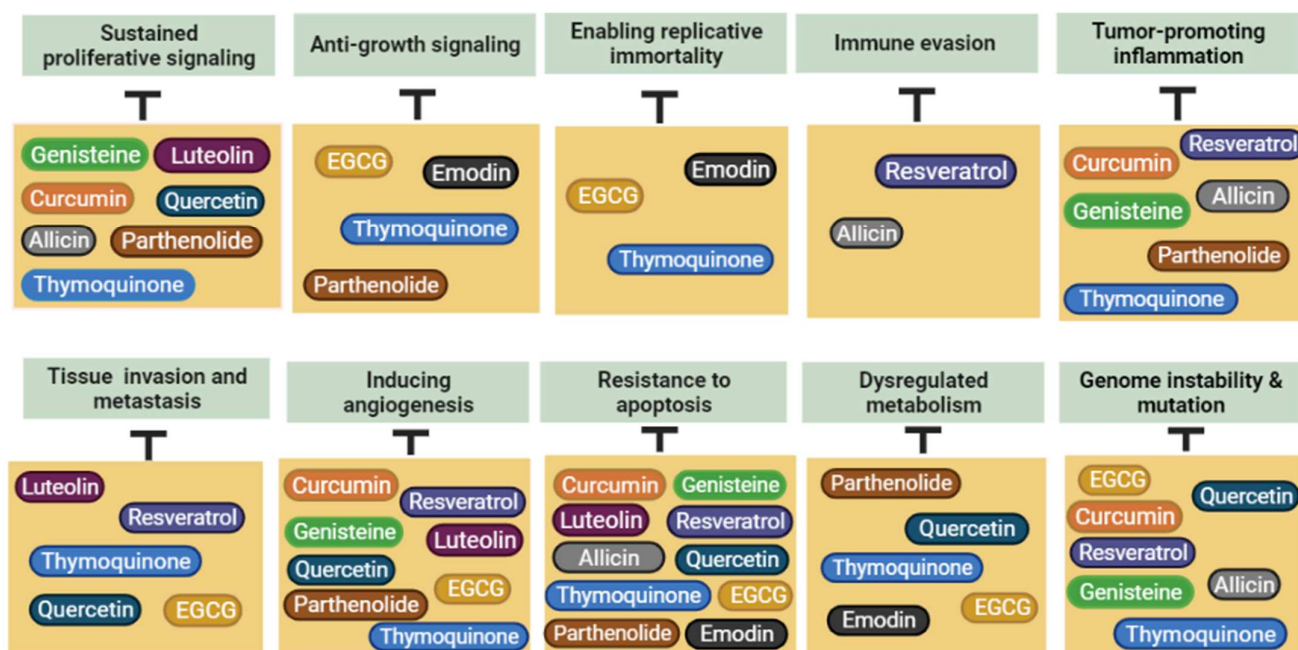 Sustained
proliferative signaling
Anti-growth signaling
Enabling replicative
immortality
Immune evasion
Tumor-promoting
inflammation
Genisteine
Luteolin
Curcumin
Quercetin
Allicin
Parthenolide
Thymoquinone
EGCG
Emodin
Thymoquinone
Parthenolide
Emodin
EGCG
Thymoquinone
Resveratrol
Allicin
Resveratrol
Curcumin
Allicin
Genisteine
Parthenolide
Thymoquinone
Tissue invasion and
metastasis
Inducing
angiogenesis
Resistance to
apoptosis
Dysregulated
metabolism
Genome instability &
mutation
Luteolin
Resveratrol
Thymoquinone
Quercetin
EGCG
Curcumin
Resveratrol
Genisteine
Luteolin
Quercetin
EGCG
Parthenolide
Thymoquinone
Curcumin
Genisteine
Luteolin
Resveratrol
Allicin
Quercetin
Thymoquinone
EGCG
Parthenolide
Emodin
Parthenolide
Quercetin
Thymoquinone
EGCG
Emodin
EGCG
Quercetin
Curcumin
Resveratrol
Genisteine
Allicin
Thymoquinone